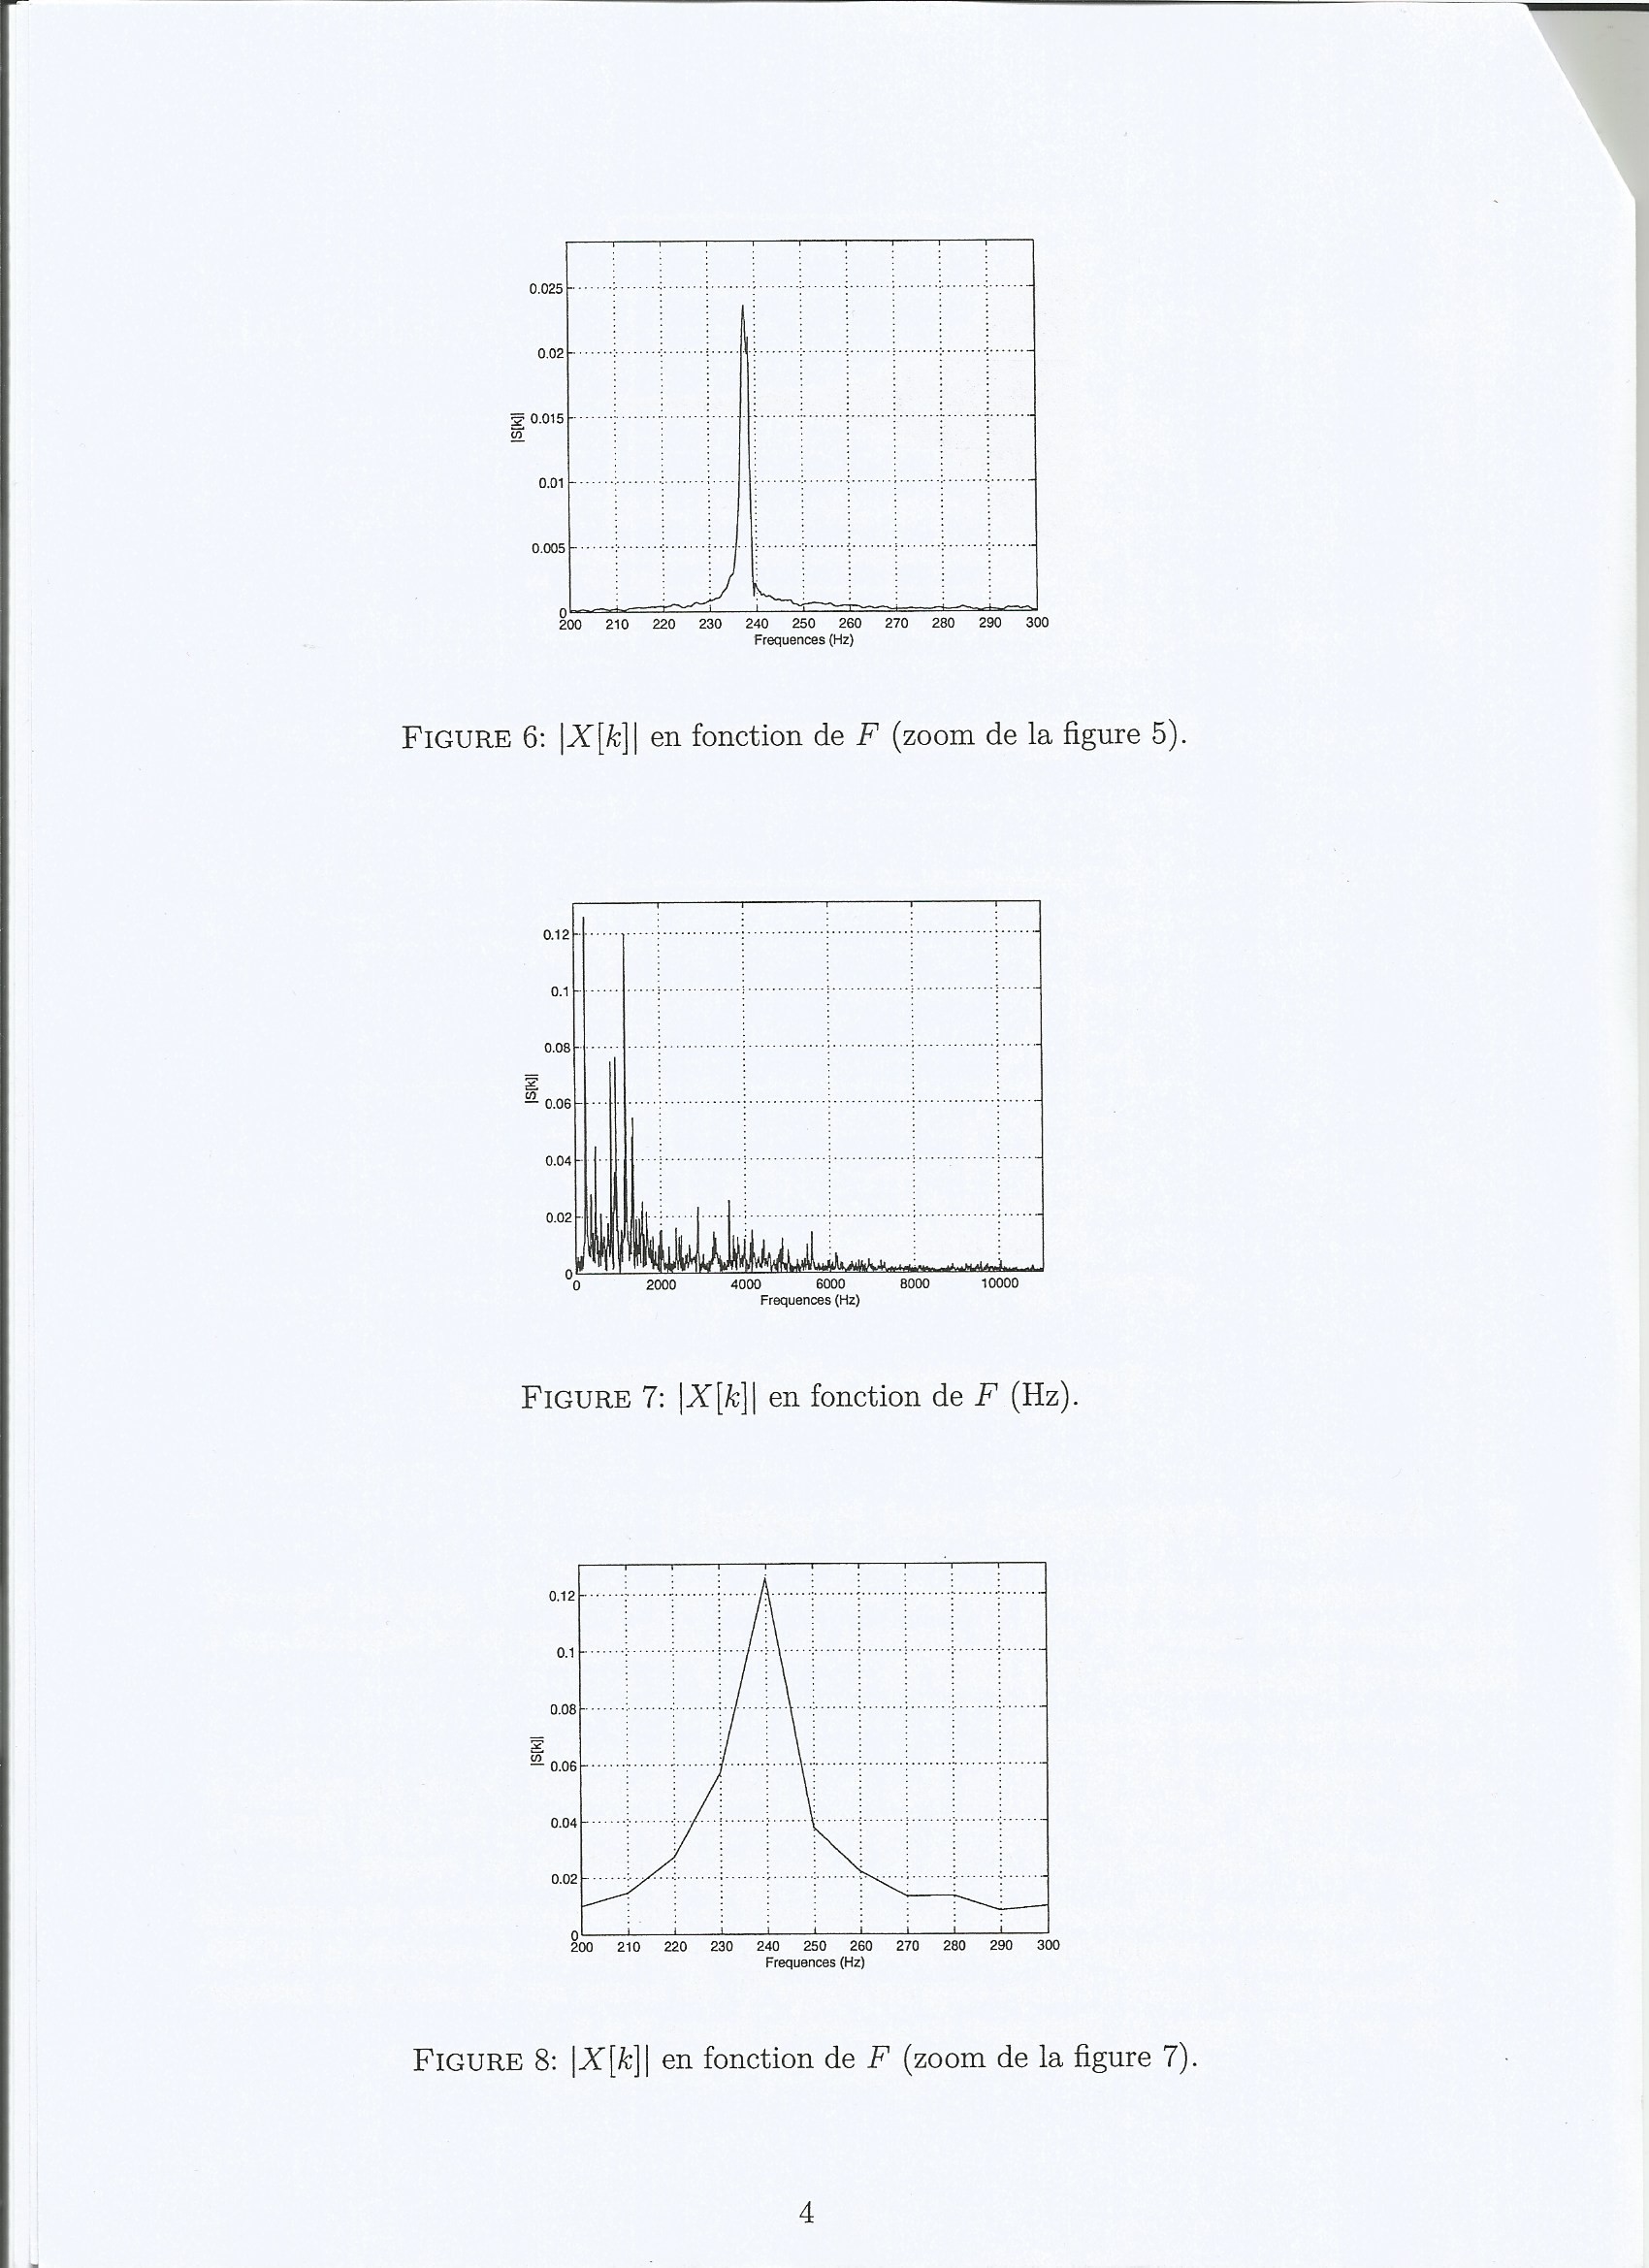 0.025
0.02
0.015
0.01
0.005
0
|S[k]|
200 210 220 230 240 250 260 270 280 290 300
Frequences (Hz)
FIGURE 6: |X[k]| en fonction de F (zoom de la figure 5).
0.12
0.1
0.08
0.06
0.04
0.02
0
|S[k]|
0 2000 4000 6000 8000 10000
Frequences (Hz)
FIGURE 7: |X[k]| en fonction de F (Hz).
0.12
0.1
0.08
0.06
0.04
0.02
0
|S[k]|
200 210 220 230 240 250 260 270 280 290 300
Frequences (Hz)
FIGURE 8: |X[k]| en fonction de F (zoom de la figure 7).
4